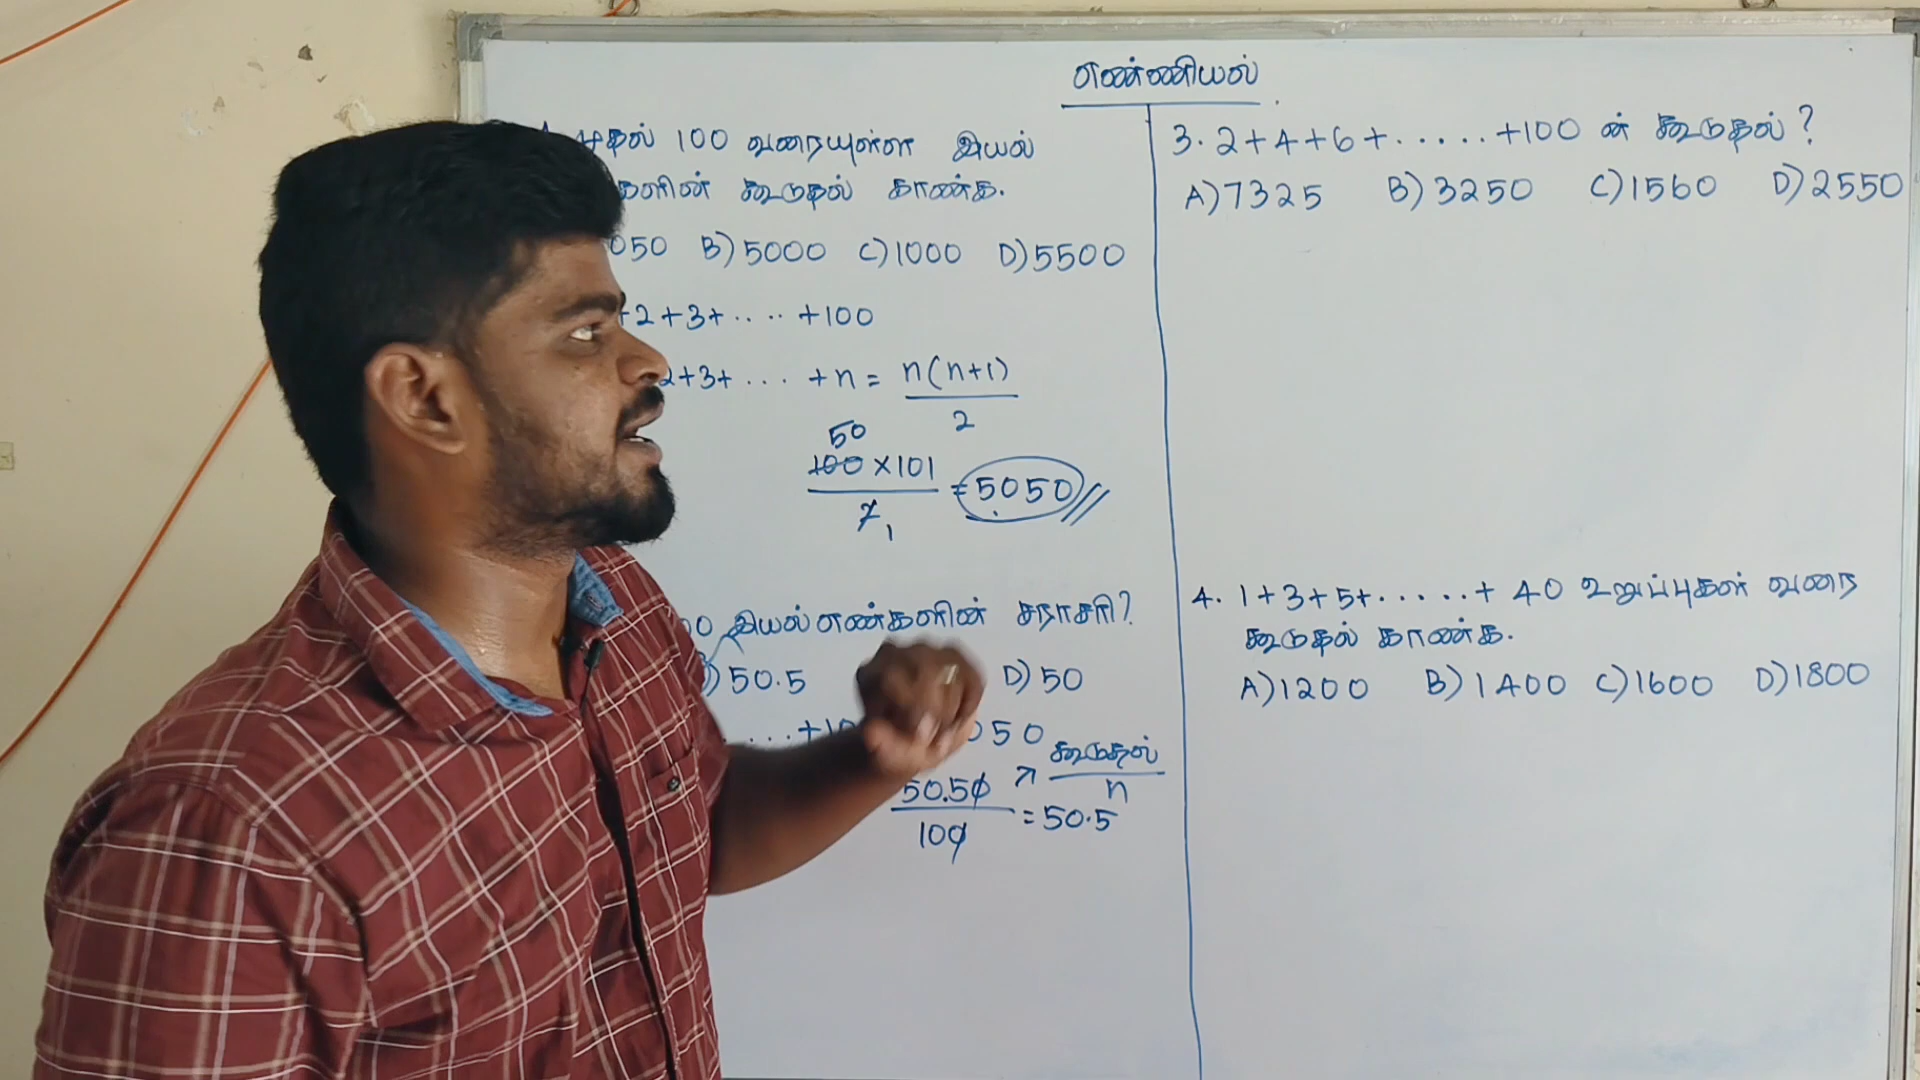 எண்ணியல்
முதல் 100 வரையுள்ள இயல்
களின் கூடுதல் காண்க.
050 B) 5000 C) 1000 D) 5500
+2+3+.... +100
2+3+... +n = n(n+1)
2
50
100 ×101
= 5050
2 1
0 இயல் எண்களின் சராசரி?
) 50.5 D) 50
...+10 050
கூடுதல்
n
50.50
100
= 50.5
3. 2+4+6+.....+100 ன் கூடுதல்?
A) 7325 B) 3250 C) 1560 D) 2550
4. 1+3+5+.....+ 40 உறுப்புகள் வரை
கூடுதல் காண்க.
A) 1200 B) 1400 C) 1600 D) 1800